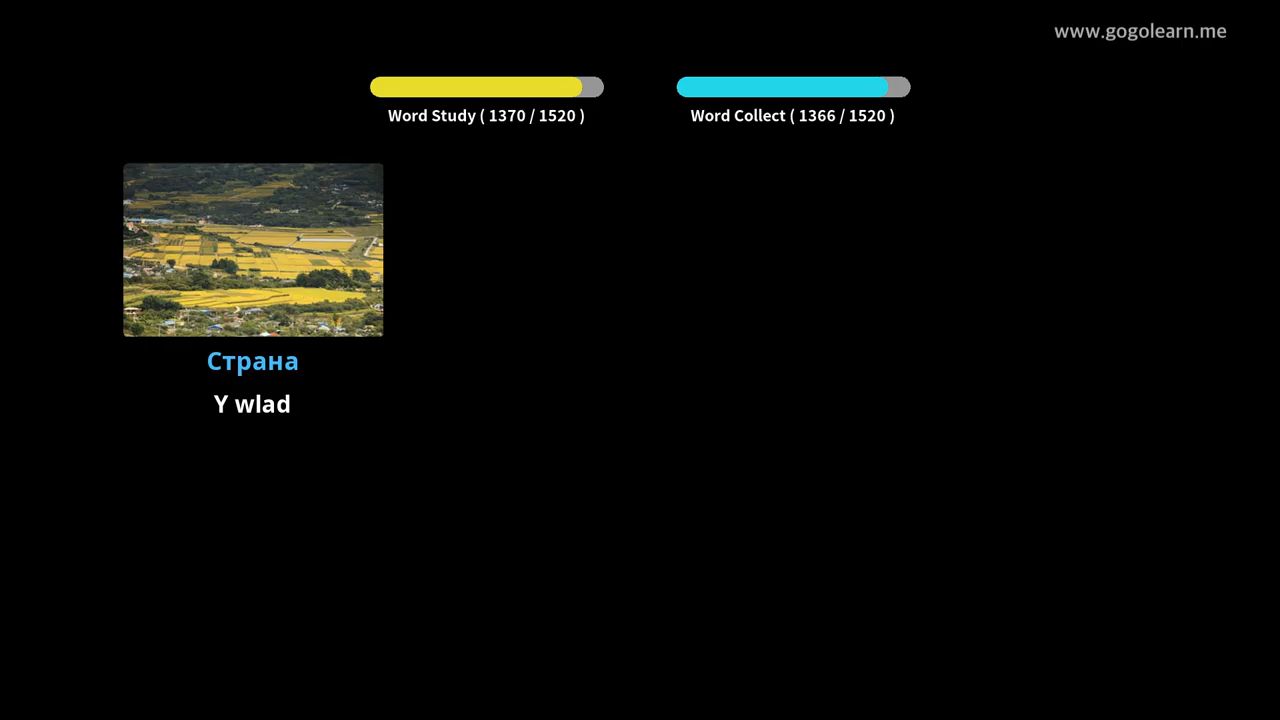 www.gogolearn.me
Word Study ( 1370 / 1520 )
Word Collect ( 1366 / 1520 )
Страна
Y wlad